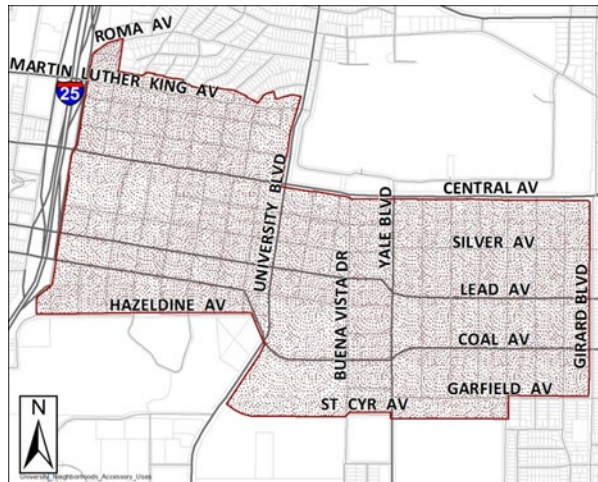 ROMA AV
MARTIN LUTHER KING AV
25
UNIVERSITY BLVD
CENTRAL AV
YALE BLVD
SILVER AV
BUENA VISTA DR
LEAD AV
GIRARD BLVD
HAZELDINE AV
COAL AV
GARFIELD AV
ST CYR AV
N
University_Neighborhoods_Accessory_Uses